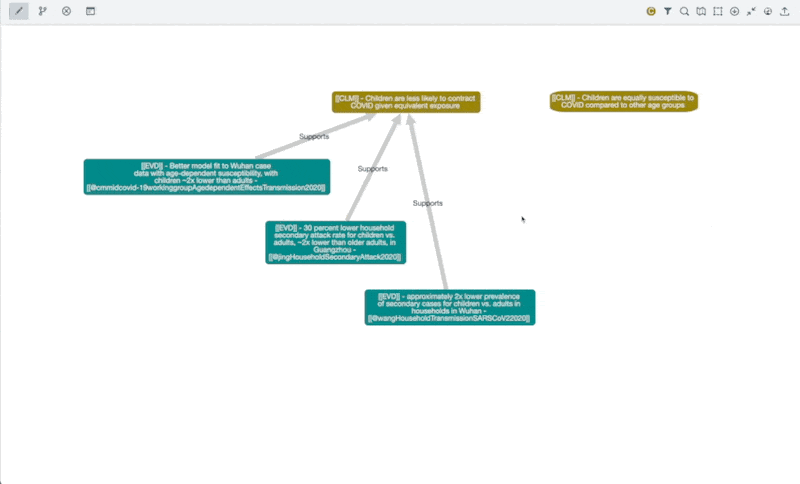 [[CLM]] - Children are less likely to contract
COVID given equivalent exposure
[[CLM]] - Children are equally susceptible to
COVID compared to other age groups
Supports
[[EVD]] - Better model fit to Wuhan case
data with age-dependent susceptibility, with
children ~2x lower than adults -
[[@cmmidcovid-19workinggroupAgedependentEffectsTransmission2020]]
Supports
Supports
[[EVD]] - 30 percent lower household
secondary attack rate for children vs.
adults, ~2x lower than older adults, in
Guangzhou -
[[@jingHouseholdSecondaryAttack2020]]
[[EVD]] - approximately 2x lower prevalence
of secondary cases for children vs. adults in
households in Wuhan -
[[@wangHouseholdTransmissionSARSCoV22020]]